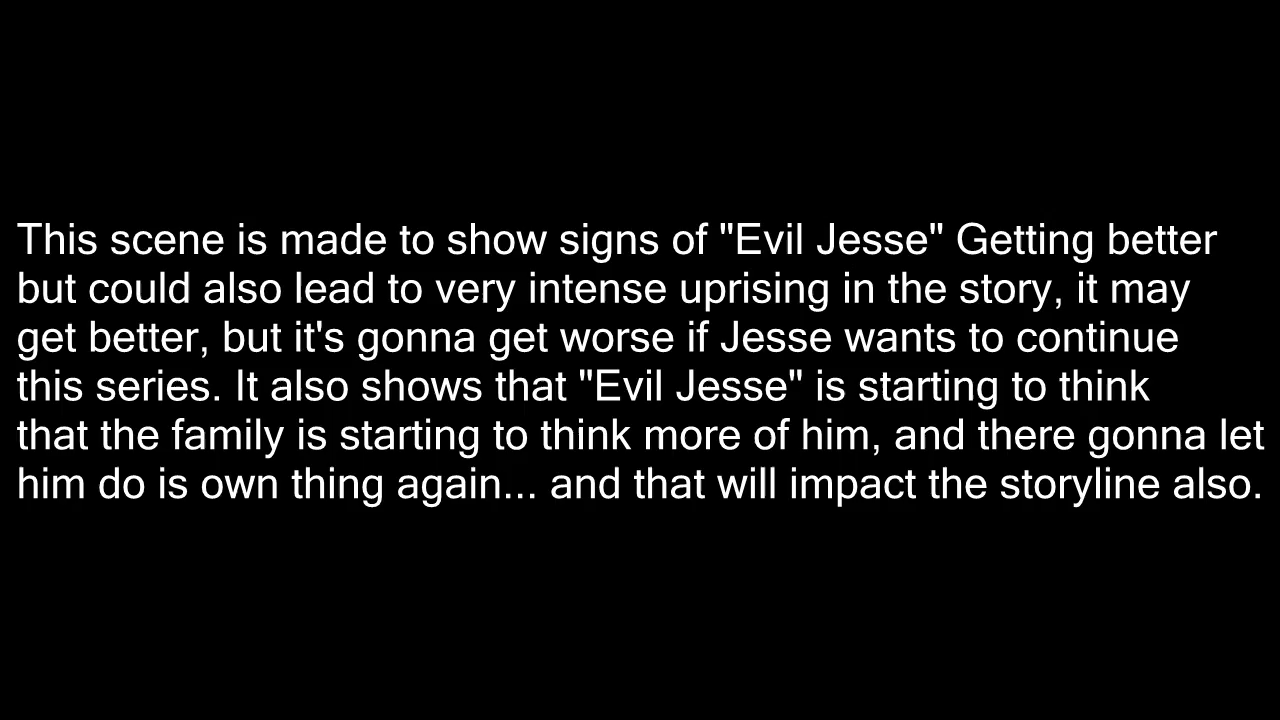 This scene is made to show signs of "Evil Jesse" Getting better
but could also lead to very intense uprising in the story, it may
get better, but it's gonna get worse if Jesse wants to continue
this series. It also shows that "Evil Jesse" is starting to think
that the family is starting to think more of him, and there gonna let
him do is own thing again... and that will impact the storyline also.